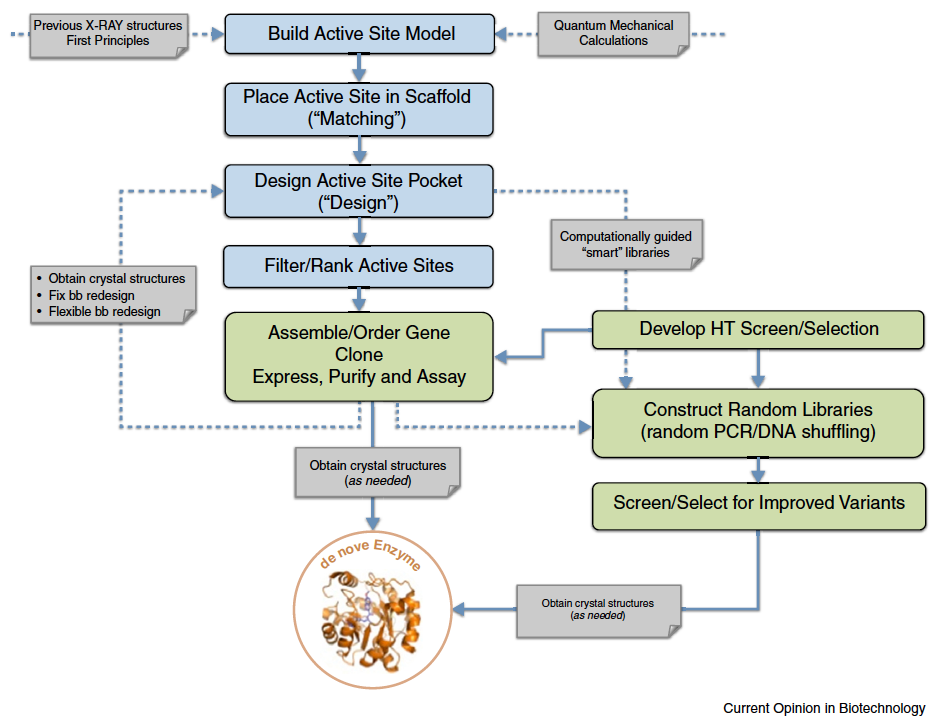 Previous X-RAY structures
First Principles
Build Active Site Model
Quantum Mechanical
Calculations
Place Active Site in Scaffold
(“Matching”)
Design Active Site Pocket
(“Design”)
Computationally guided
“smart” libraries
Filter/Rank Active Sites
• Obtain crystal structures
• Fix bb redesign
• Flexible bb redesign
Assemble/Order Gene
Clone
Express, Purify and Assay
Develop HT Screen/Selection
Construct Random Libraries
(random PCR/DNA shuffling)
Obtain crystal structures
(as needed)
Screen/Select for Improved Variants
de nove Enzyme
Obtain crystal structures
(as needed)
Current Opinion in Biotechnology